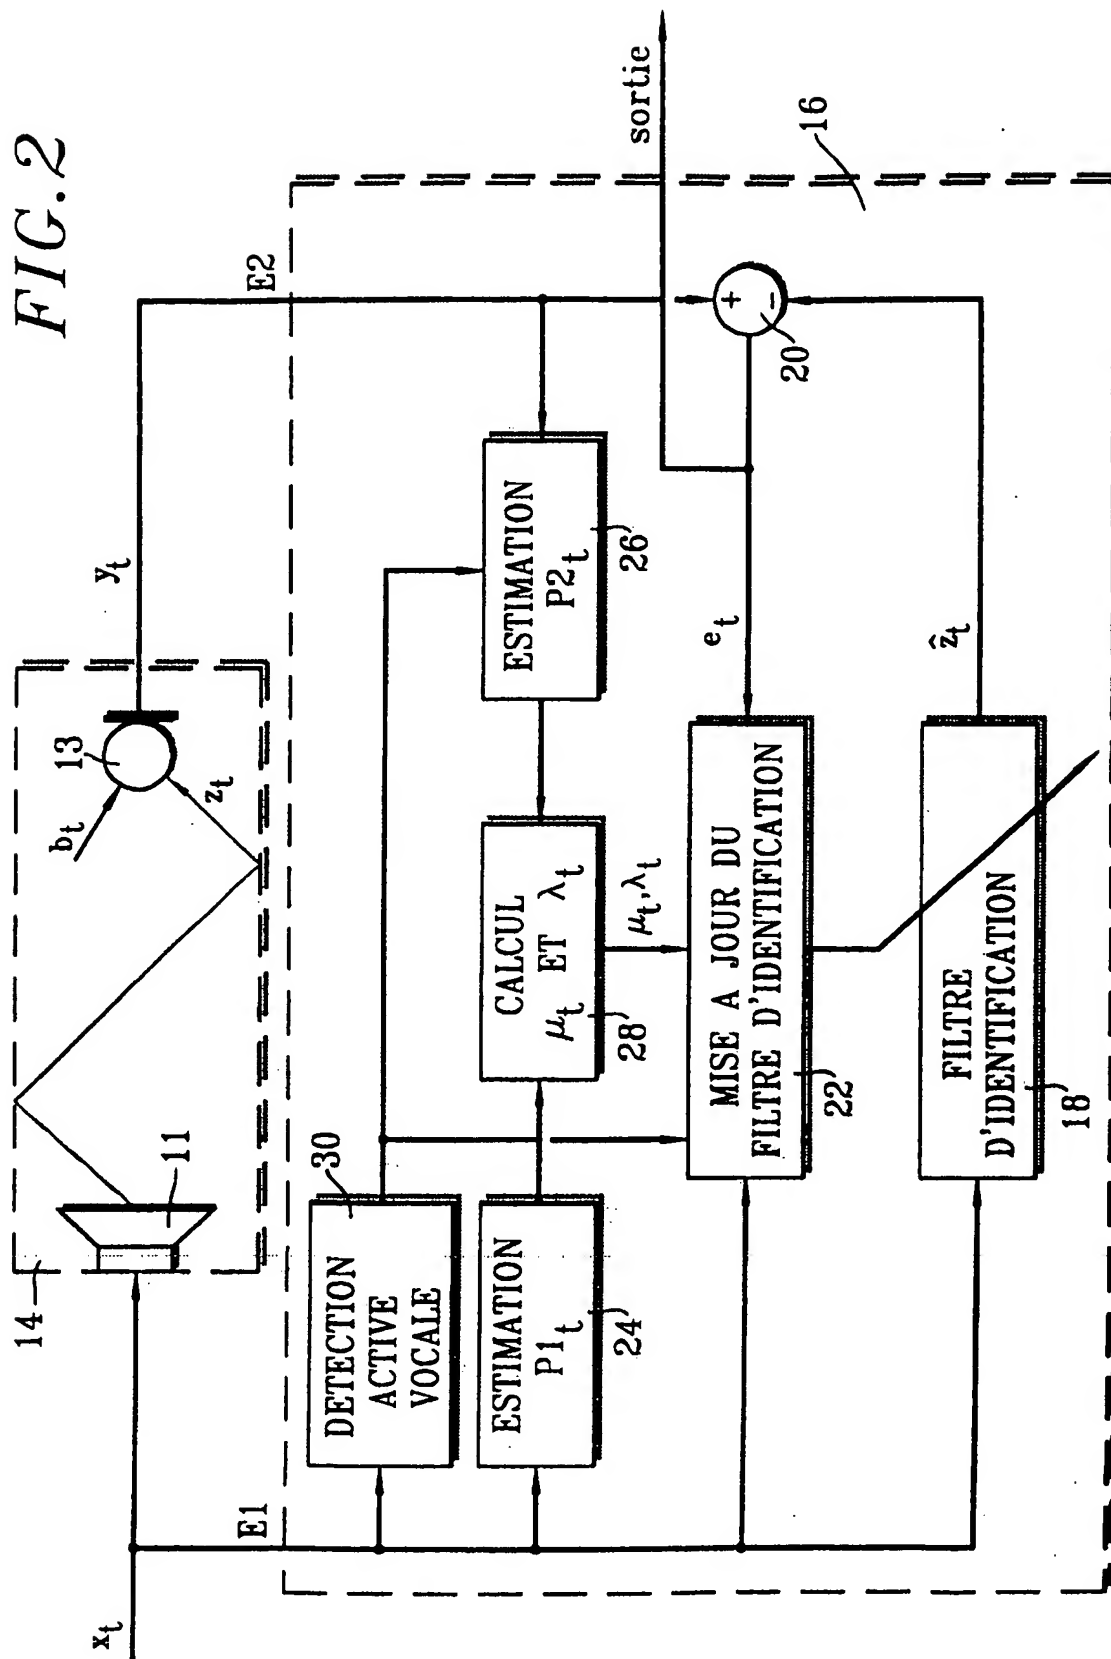 FIG.2
x_t
14
11
b_t
13
z_t
y_t
E1
E2
DETECTION
ACTIVE
VOCALE
30
ESTIMATION
P1_t
24
CALCUL
μ_t ET λ_t
28
ESTIMATION
P2_t
26
μ_t,λ_t
sortie
16
MISE A JOUR DU
FILTRE D'IDENTIFICATION
22
e_t
+
−
20
FILTRE
D'IDENTIFICATION
18
ẑ_t